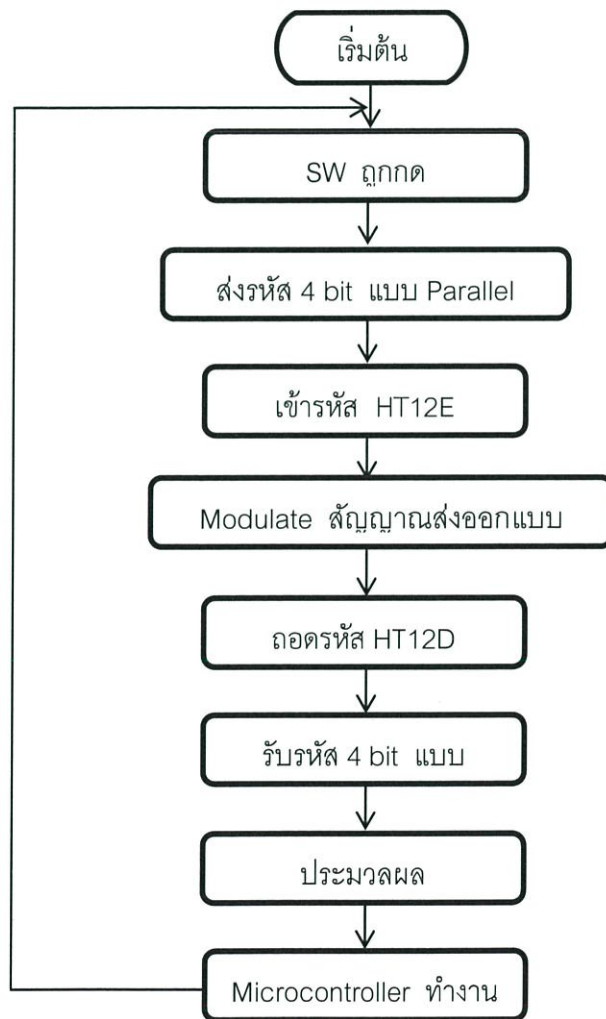 เริ่มต้น
SW ถูกกด
ส่งรหัส 4 bit แบบ Parallel
เข้ารหัส HT12E
Modulate สัญญาณส่งออกแบบ
ถอดรหัส HT12D
รับรหัส 4 bit แบบ
ประมวลผล
Microcontroller ทำงาน